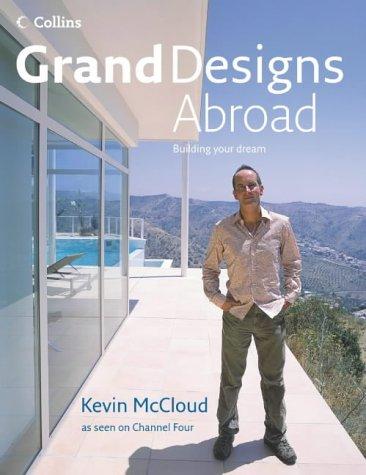 Collins
Grand Designs
Abroad
Building your dream
Kevin McCloud
as seen on Channel Four